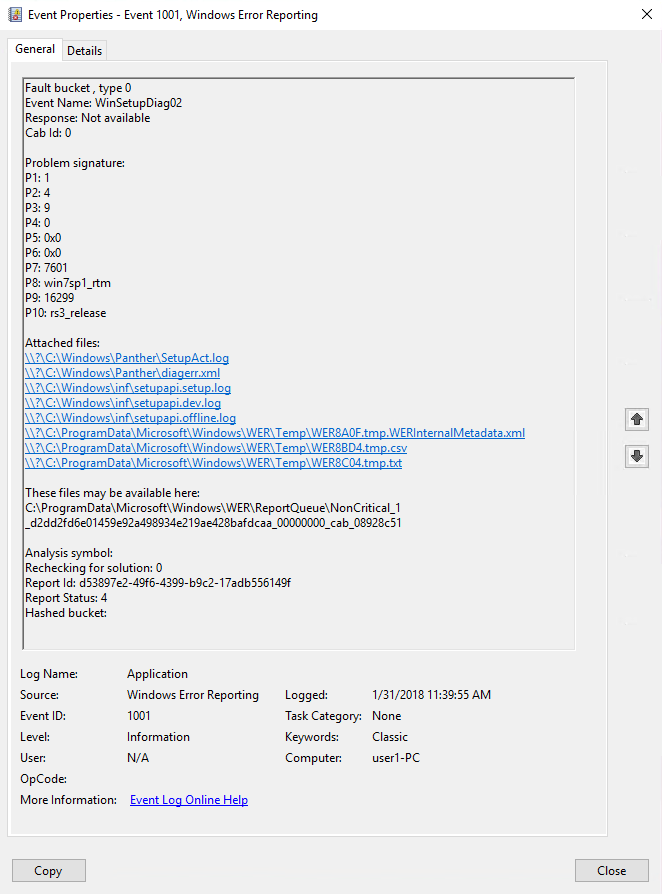 Event Properties - Event 1001, Windows Error Reporting
General
Details
Fault bucket , type 0
Event Name: WinSetupDiag02
Response: Not available
Cab Id: 0
Problem signature:
P1: 1
P2: 4
P3: 9
P4: 0
P5: 0x0
P6: 0x0
P7: 7601
P8: win7sp1_rtm
P9: 16299
P10: rs3_release
Attached files:
\\?\C:\Windows\Panther\SetupAct.log
\\?\C:\Windows\Panther\diagerr.xml
\\?\C:\Windows\inf\setupapi.setup.log
\\?\C:\Windows\inf\setupapi.dev.log
\\?\C:\Windows\inf\setupapi.offline.log
\\?\C:\ProgramData\Microsoft\Windows\WER\Temp\WER8A0F.tmp.WERInternalMetadata.xml
\\?\C:\ProgramData\Microsoft\Windows\WER\Temp\WER8BD4.tmp.csv
\\?\C:\ProgramData\Microsoft\Windows\WER\Temp\WER8C04.tmp.txt
These files may be available here:
C:\ProgramData\Microsoft\Windows\WER\ReportQueue\NonCritical_1
_d2dd2fd6e01459e92a498934e219ae428bafdcaa_00000000_cab_08928c51
Analysis symbol:
Rechecking for solution: 0
Report Id: d53897e2-49f6-4399-b9c2-17adb556149f
Report Status: 4
Hashed bucket:
Log Name: Application
Source: Windows Error Reporting Logged: 1/31/2018 11:39:55 AM
Event ID: 1001 Task Category: None
Level: Information Keywords: Classic
User: N/A Computer: user1-PC
OpCode:
More Information: Event Log Online Help
Copy
Close